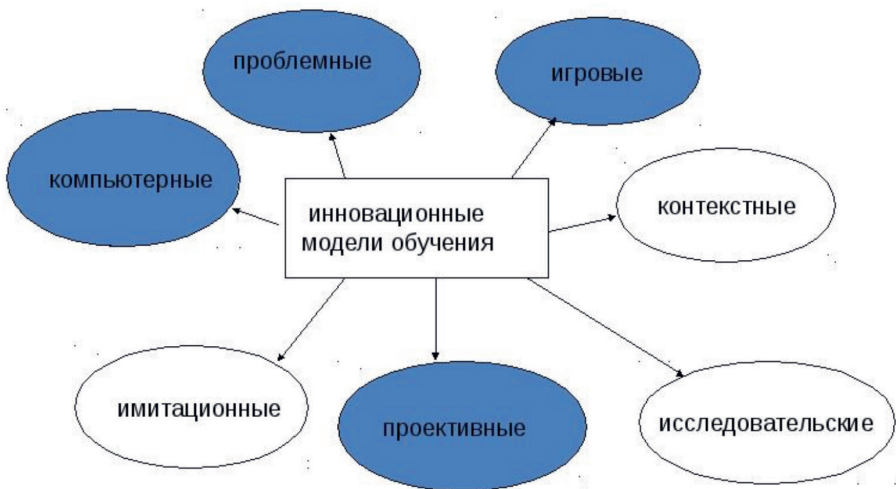 проблемные
игровые
компьютерные
инновационные
модели обучения
контекстные
имитационные
проективные
исследовательские